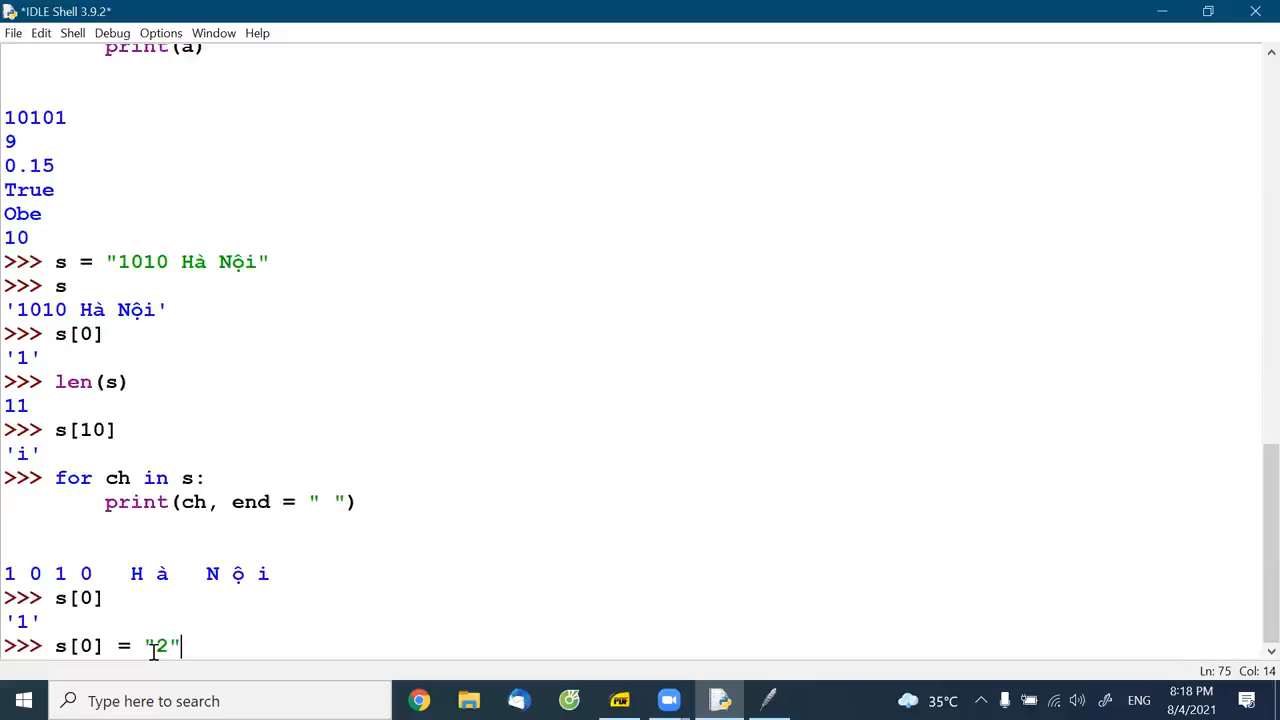 *IDLE Shell 3.9.2*
File Edit Shell Debug Options Window Help
print(a)
10101
9
0.15
True
Obe
10
>>> s = "1010 Hà Nội"
>>> s
'1010 Hà Nội'
>>> s[0]
'1'
>>> len(s)
11
>>> s[10]
'i'
>>> for ch in s:
print(ch, end = " ")
1 0 1 0   H à   N ộ i
>>> s[0]
'1'
>>> s[0] = "2"
Ln: 75 Col: 14
Type here to search
PDF
35°C
ENG
8:18 PM
8/4/2021